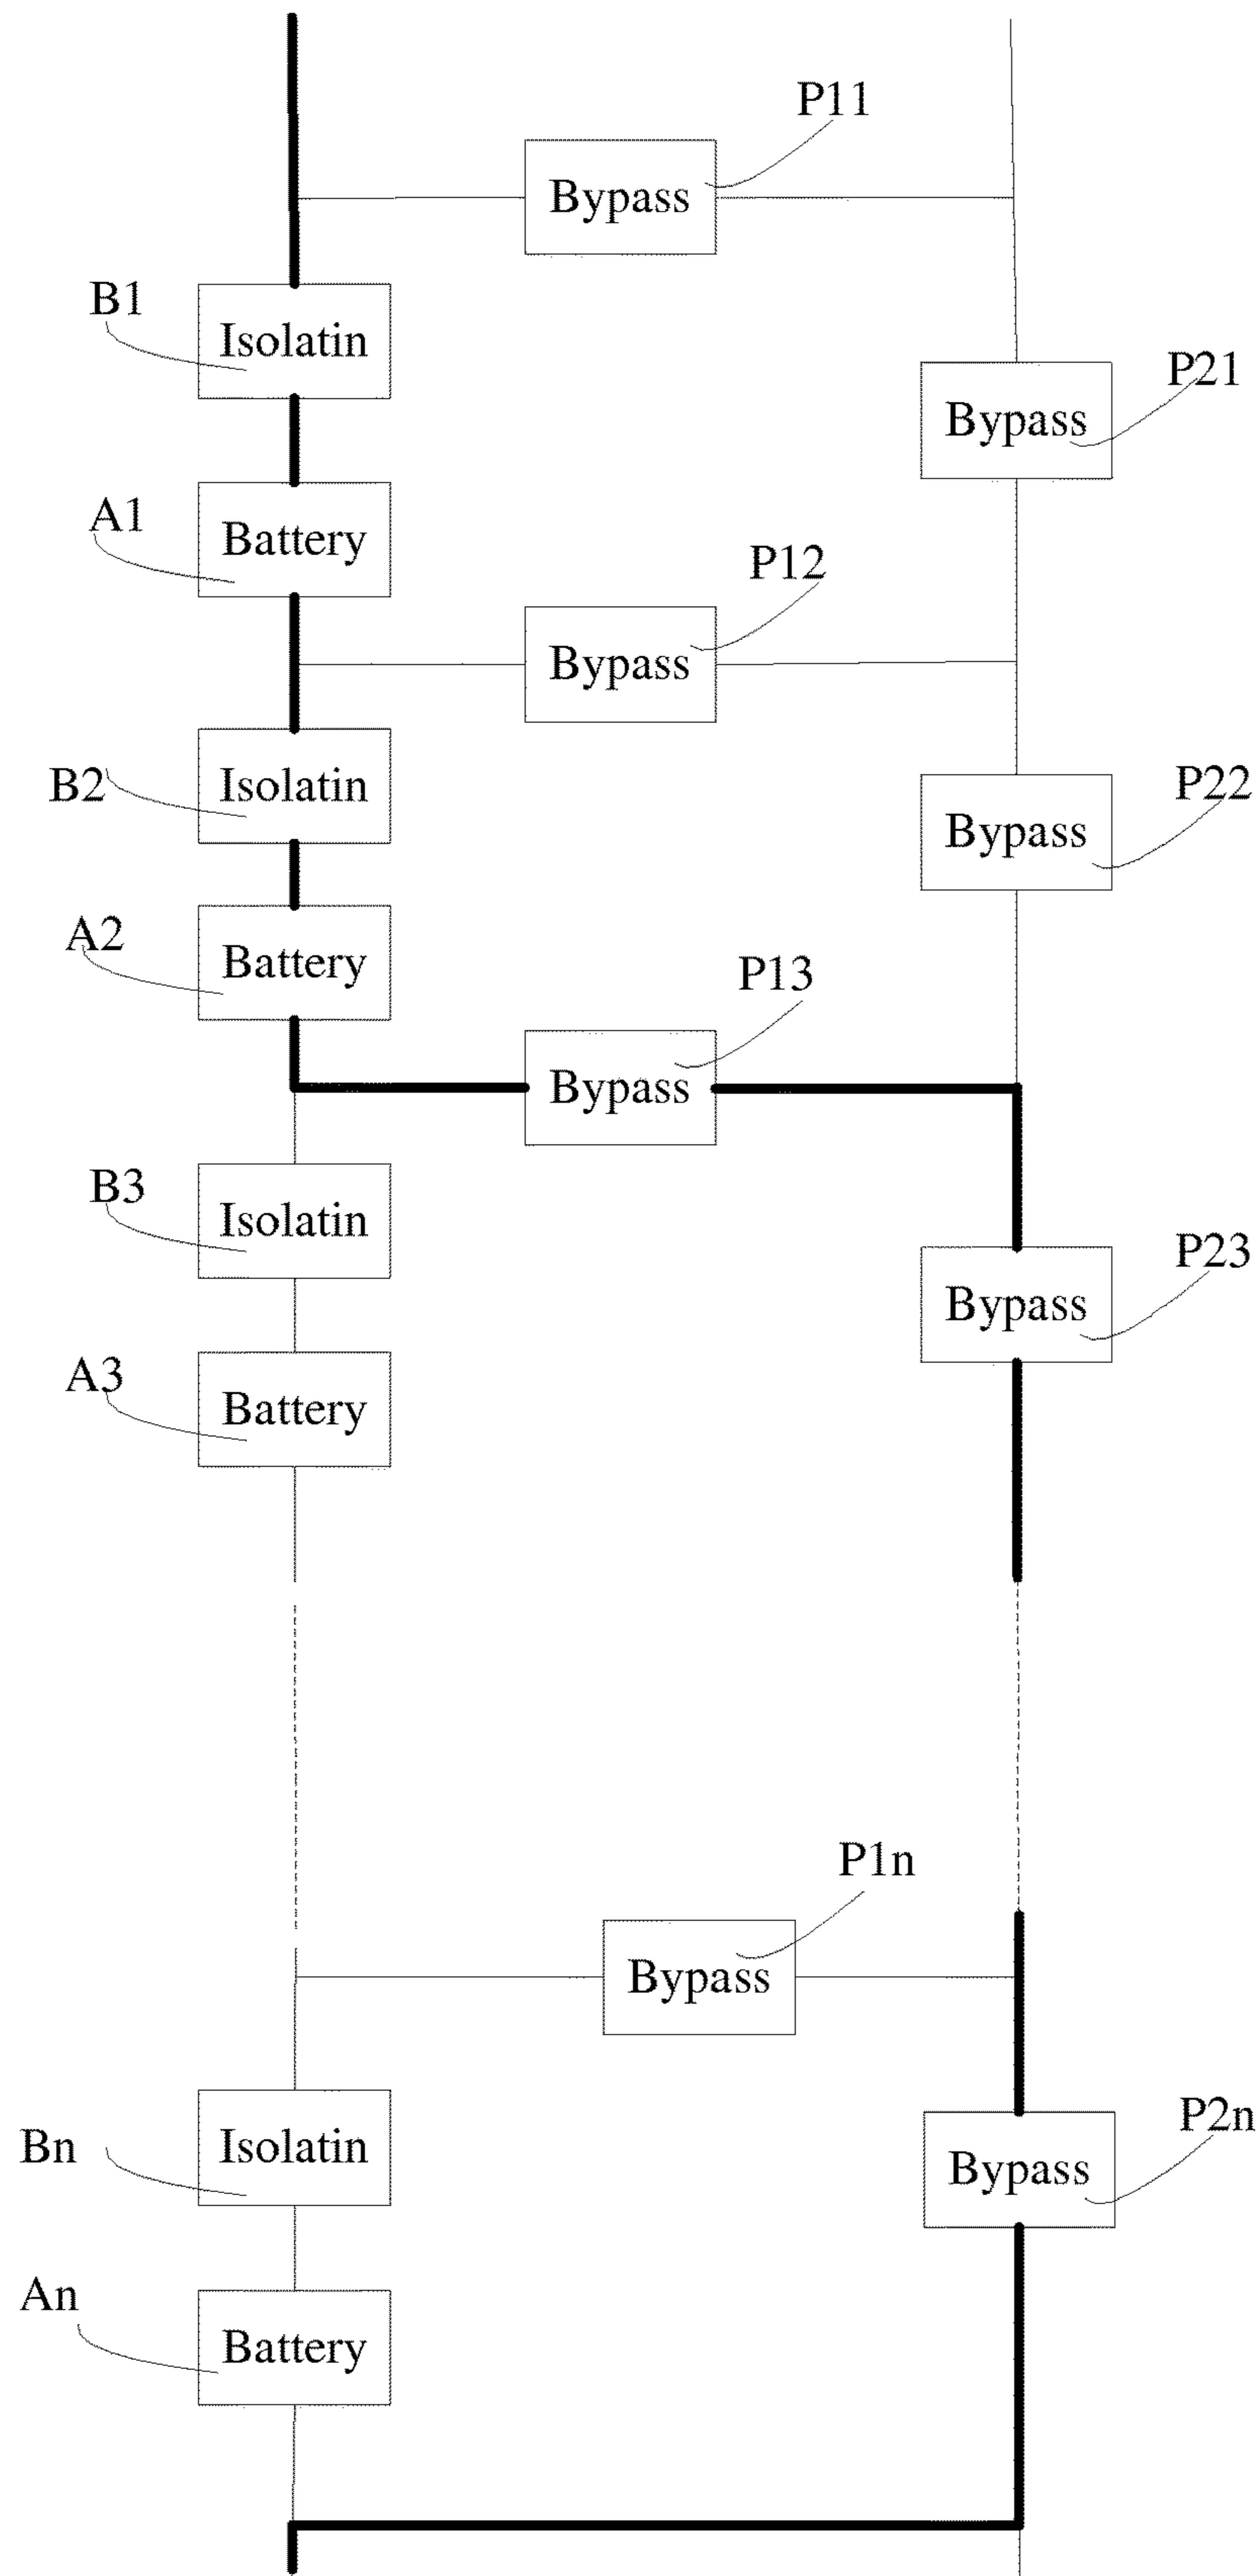 P11
Bypass
B1
Isolatin
P21
Bypass
A1
Battery
P12
Bypass
B2
Isolatin
P22
Bypass
A2
Battery
P13
Bypass
B3
Isolatin
P23
Bypass
A3
Battery
P1n
Bypass
Bn
Isolatin
P2n
Bypass
An
Battery